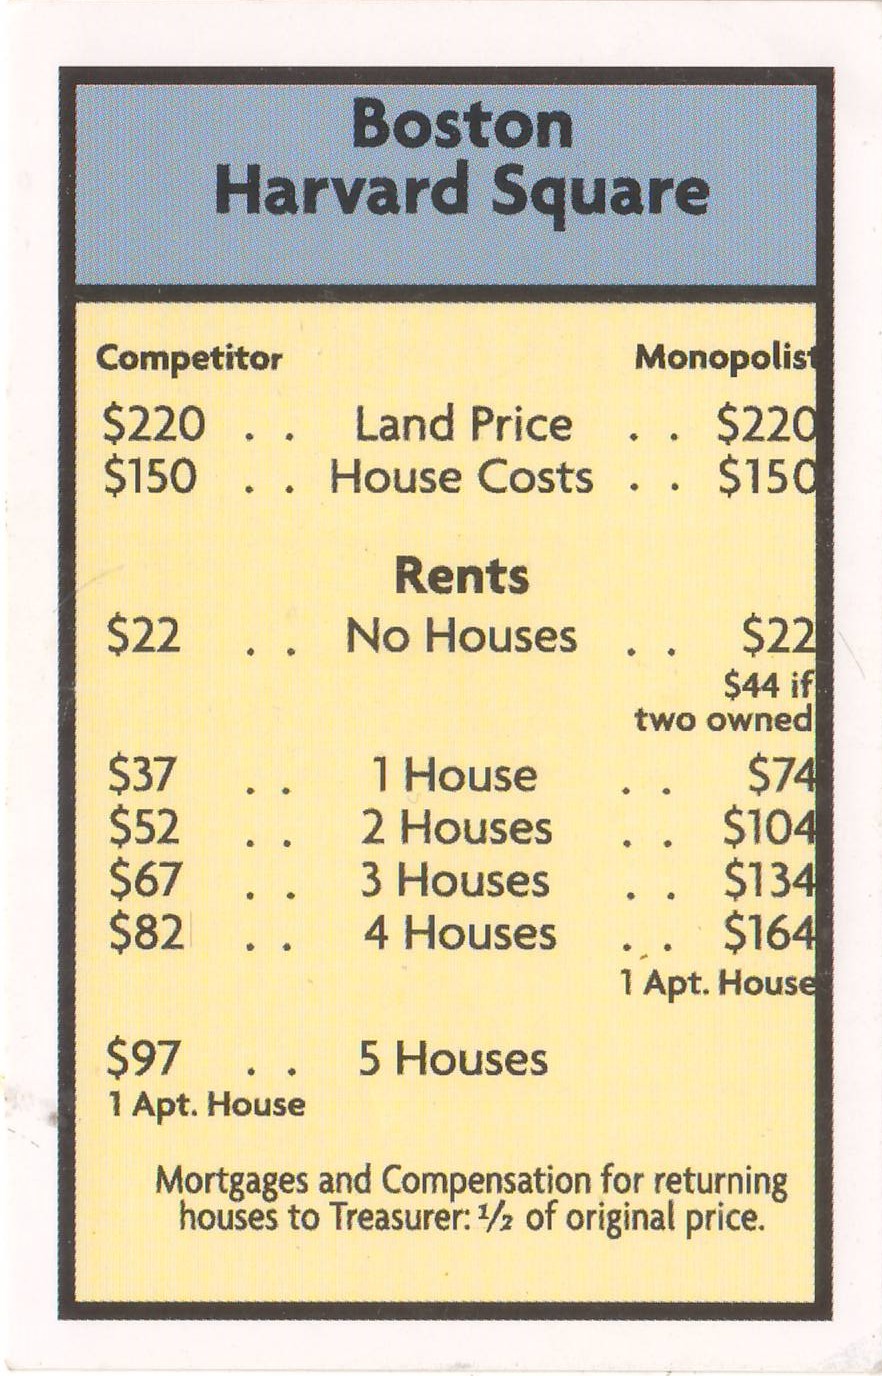 Boston
Harvard Square
Competitor Monopolist
$220 . . Land Price . . $220
$150 . . House Costs . . $150
Rents
$22 . . No Houses . . $22
$44 if
two owned
$37 . . 1 House . . $74
$52 . . 2 Houses . . $104
$67 . . 3 Houses . . $134
$82 . . 4 Houses . . $164
1 Apt. House
$97 . . 5 Houses
1 Apt. House
Mortgages and Compensation for returning
houses to Treasurer: ½ of original price.